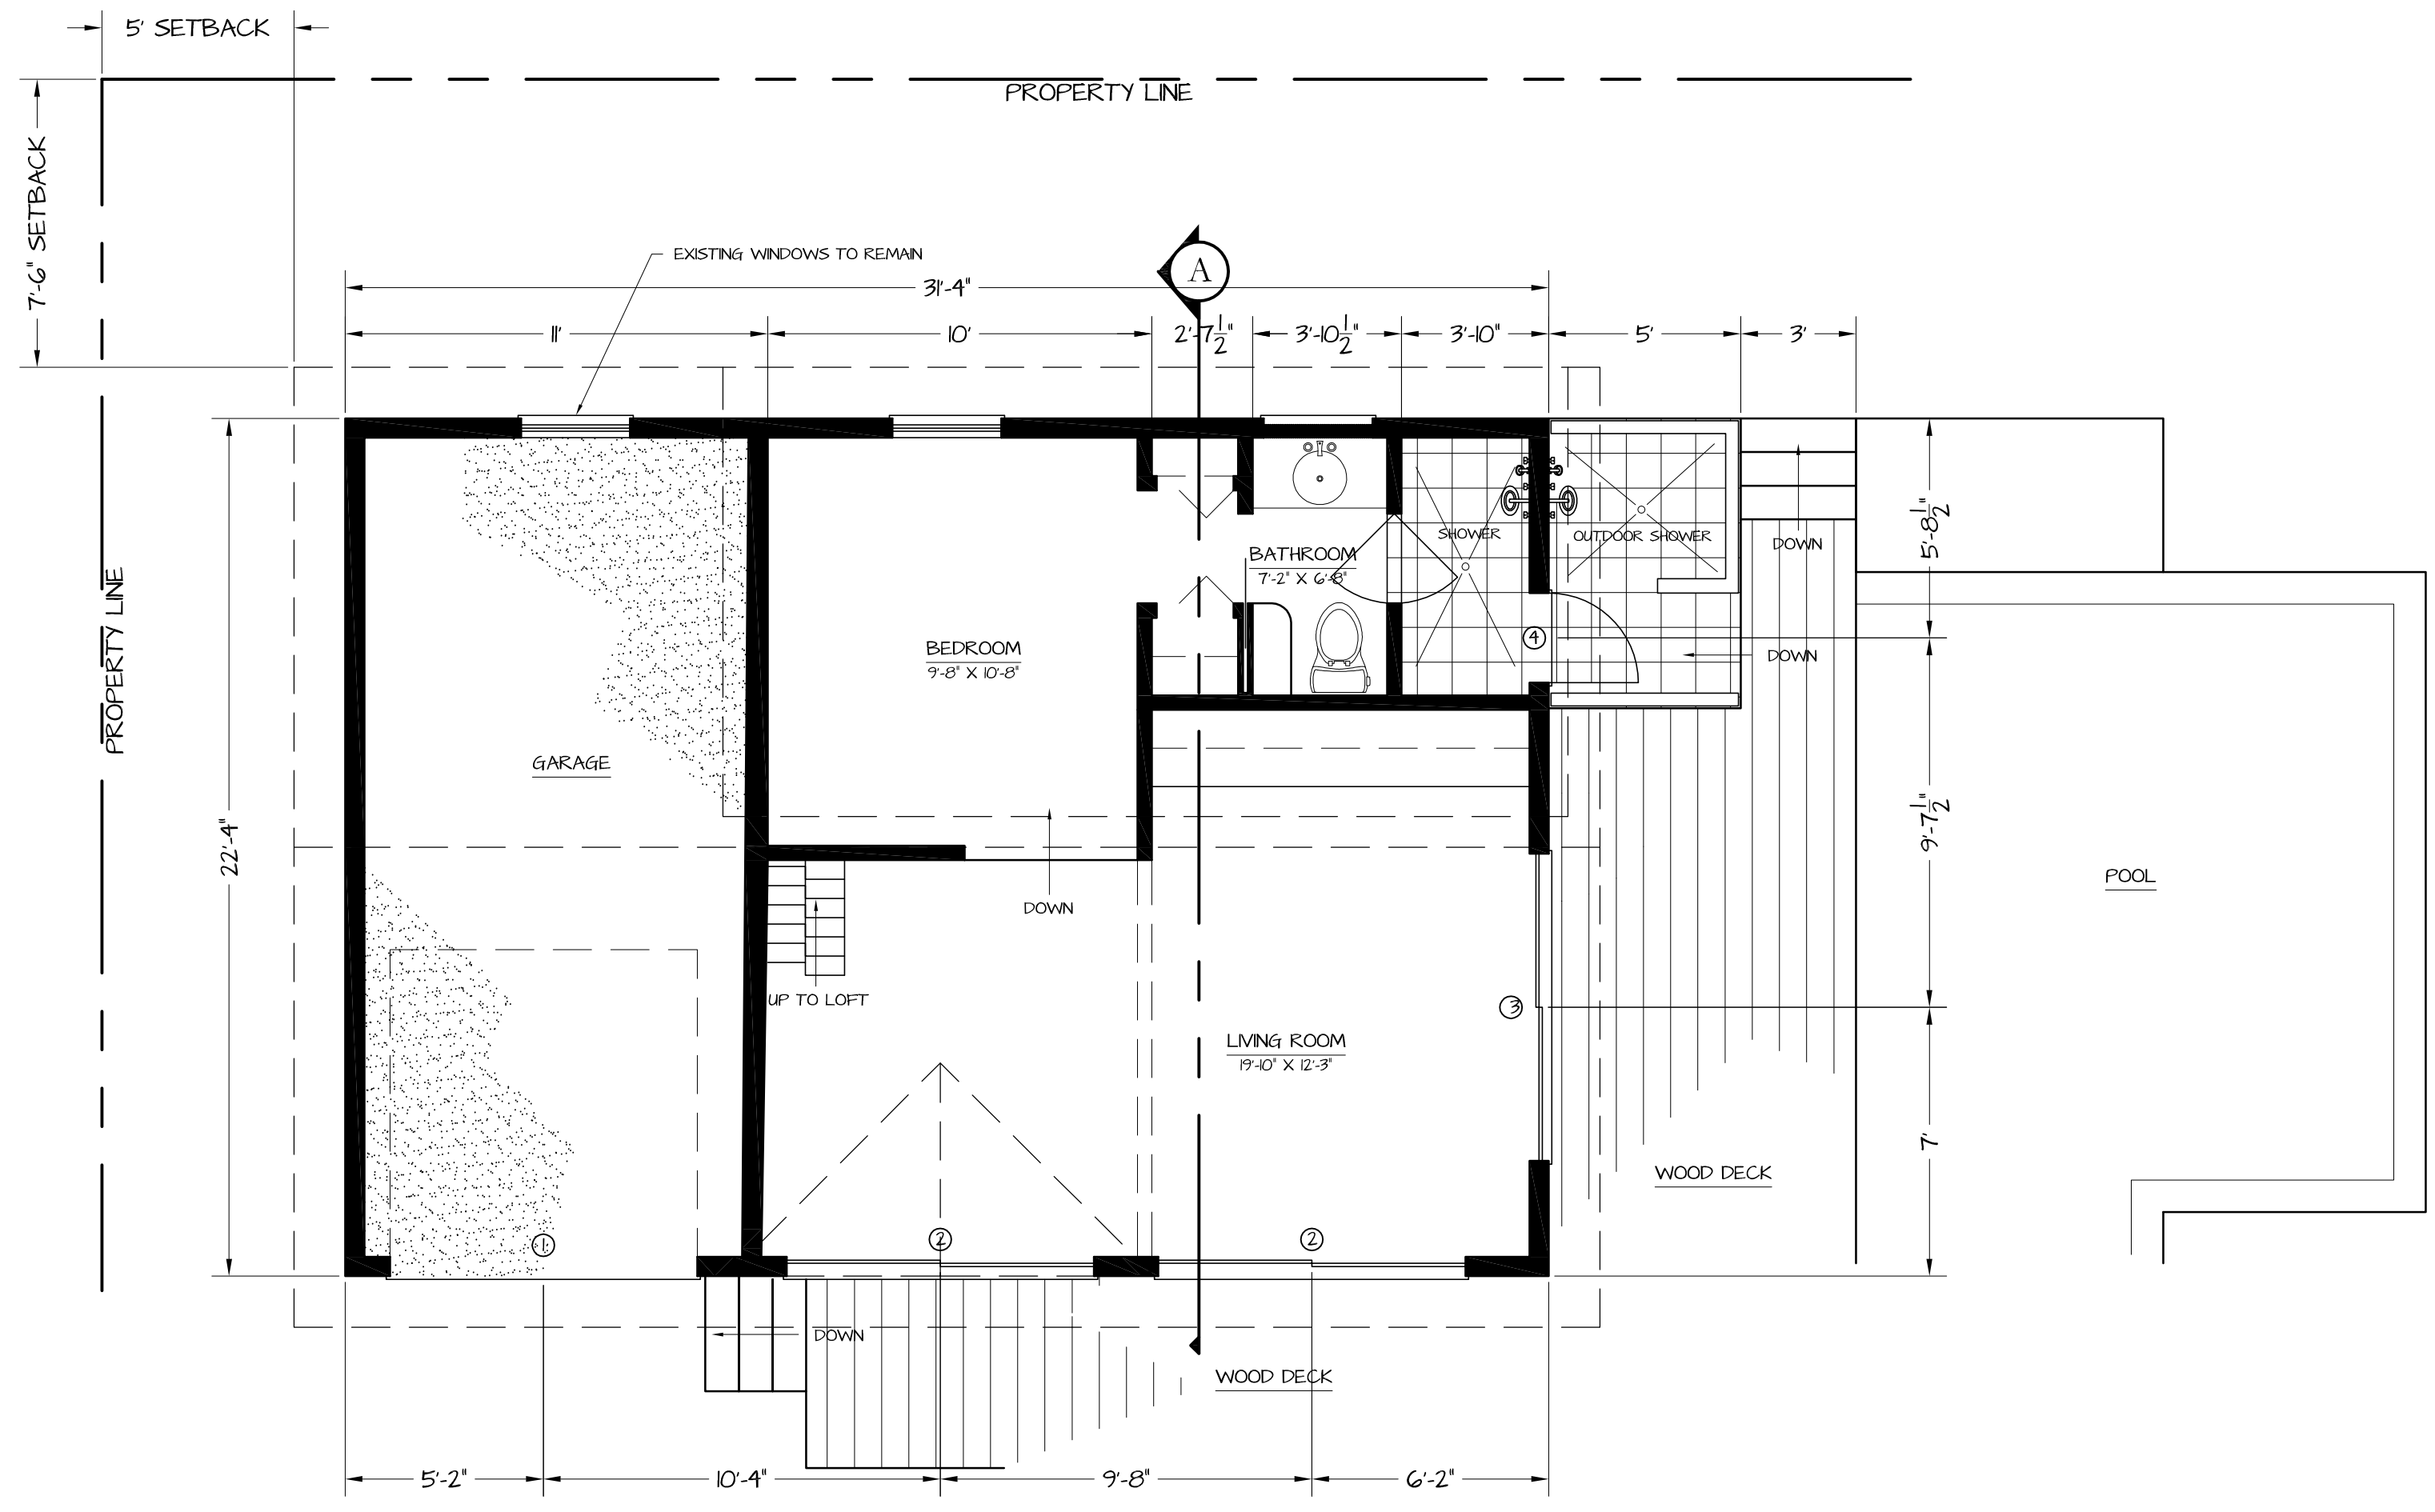 5' SETBACK
PROPERTY LINE
7'-6" SETBACK
EXISTING WINDOWS TO REMAIN
A
31'-4"
11'
10'
2'-7 1/2"
3'-10 1/2"
3'-10"
5'
3'
SHOWER
OUTDOOR SHOWER
DOWN
5'-8 1/2"
BATHROOM
7'-2" X 6'-8"
PROPERTY LINE
4
BEDROOM
9'-8" X 10'-8"
DOWN
GARAGE
22'-4"
9'-7 1/2"
POOL
DOWN
UP TO LOFT
3
LIVING ROOM
19'-10" X 12'-3"
7'
WOOD DECK
1
2
2
DOWN
WOOD DECK
5'-2"
10'-4"
9'-8"
6'-2"